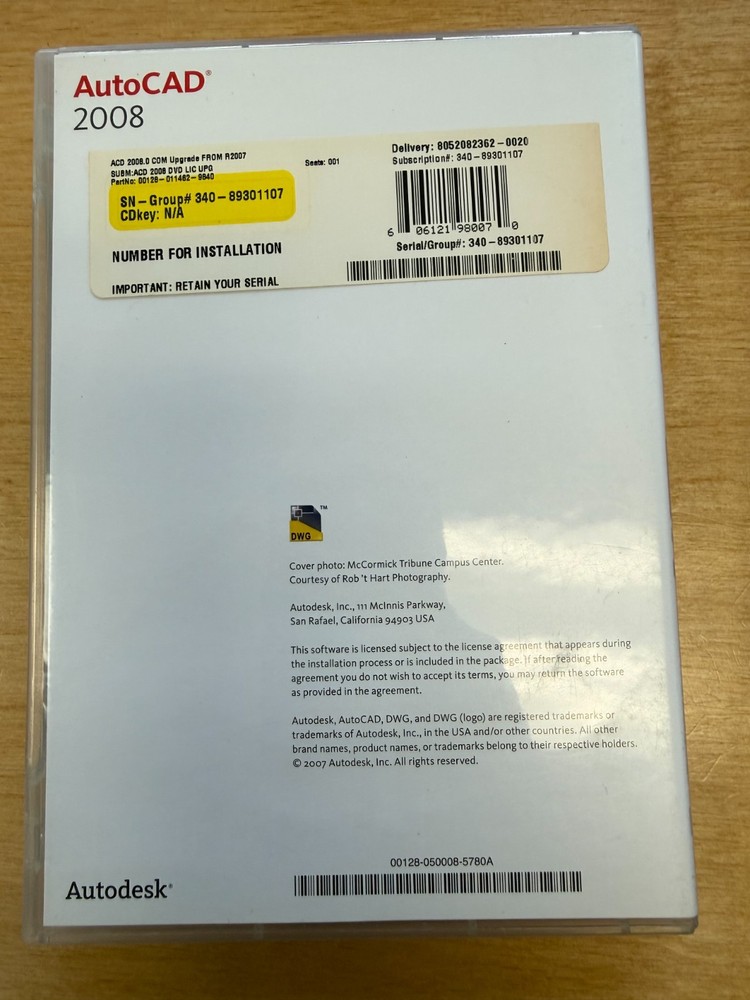 AutoCAD®
2008
ACD 2008.0 COM Upgrade FROM R2007
SUBM:ACD 2008 DVD LIC UPG
PartNo: 00128-011462-9640
Seats: 001
SN-Group# 340-89301107
CDkey: N/A
NUMBER FOR INSTALLATION
IMPORTANT: RETAIN YOUR SERIAL
Delivery: 8052082362-0020
Subscription#: 340-89301107
6 06121 98007 0
Serial/Group#: 340-89301107
TM
DWG
Cover photo: McCormick Tribune Campus Center.
Courtesy of Rob 't Hart Photography.
Autodesk, Inc., 111 McInnis Parkway,
San Rafael, California 94903 USA
This software is licensed subject to the license agreement that appears during
the installation process or is included in the package. If after reading the
agreement you do not wish to accept its terms, you may return the software
as provided in the agreement.
Autodesk, AutoCAD, DWG, and DWG (logo) are registered trademarks or
trademarks of Autodesk, Inc., in the USA and/or other countries. All other
brand names, product names, or trademarks belong to their respective holders.
© 2007 Autodesk, Inc. All rights reserved.
00128-050008-5780A
Autodesk®